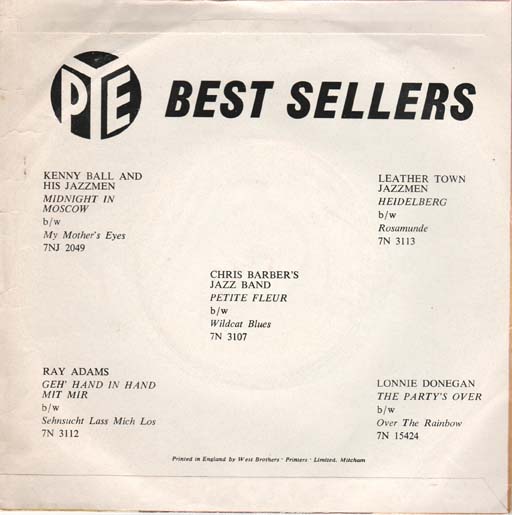 PYE
BEST SELLERS
KENNY BALL AND
HIS JAZZMEN
MIDNIGHT IN
MOSCOW
b/w
My Mother's Eyes
7NJ 2049
LEATHER TOWN
JAZZMEN
HEIDELBERG
b/w
Rosamunde
7N 3113
CHRIS BARBER'S
JAZZ BAND
PETITE FLEUR
b/w
Wildcat Blues
7N 3107
RAY ADAMS
GEH' HAND IN HAND
MIT MIR
b/w
Sehnsucht Lass Mich Los
7N 3112
LONNIE DONEGAN
THE PARTY'S OVER
b/w
Over The Rainbow
7N 15424
Printed in England by West Brothers · Printers · Limited, Mitcham